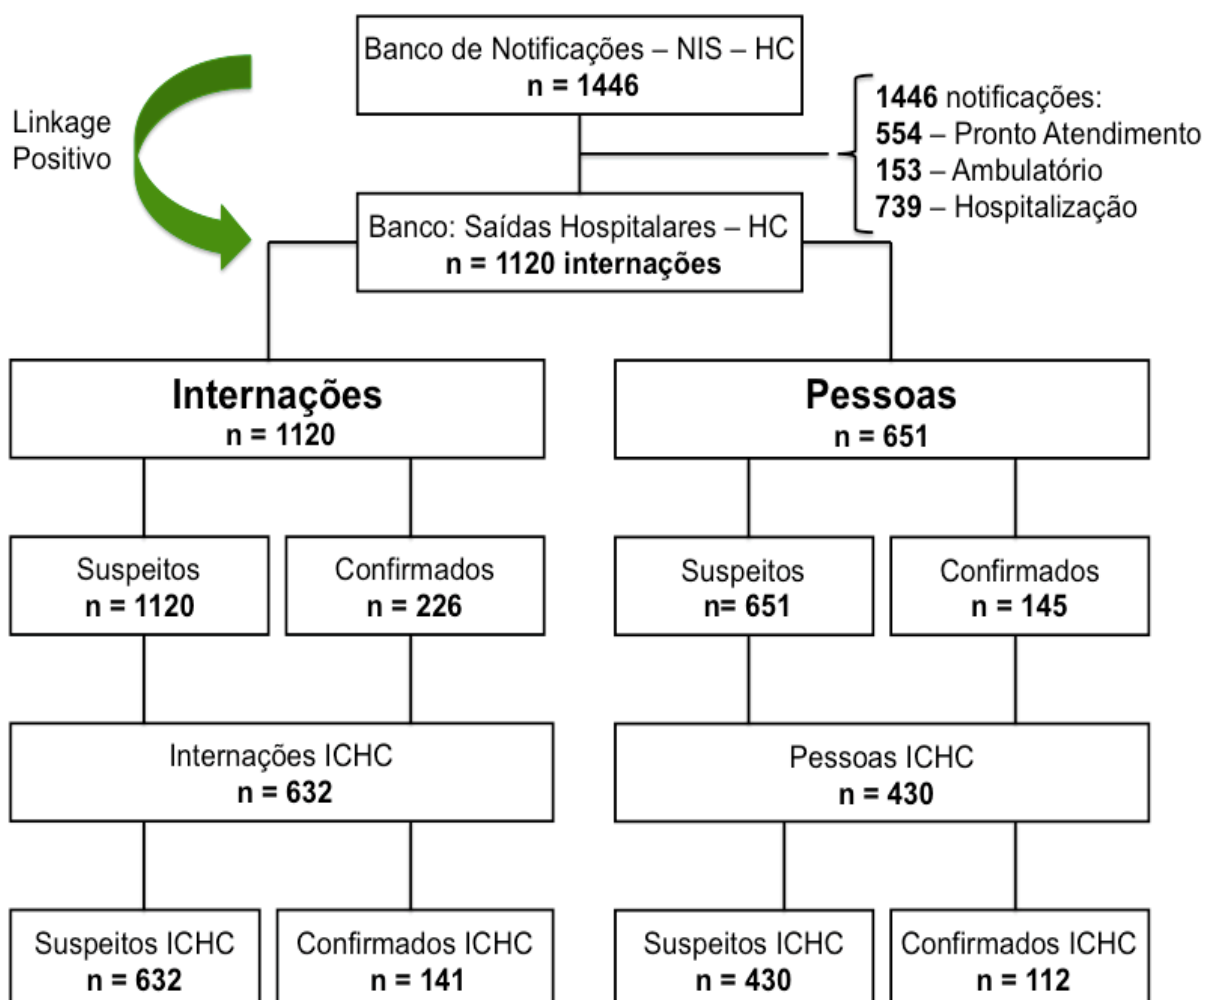 Banco de Notificações – NIS – HC
n = 1446
Linkage
Positivo
1446 notificações:
554 – Pronto Atendimento
153 – Ambulatório
739 – Hospitalização
Banco: Saídas Hospitalares – HC
n = 1120 internações
Internações
n = 1120
Pessoas
n = 651
Suspeitos
n = 1120
Confirmados
n = 226
Suspeitos
n= 651
Confirmados
n = 145
Internações ICHC
n = 632
Pessoas ICHC
n = 430
Suspeitos ICHC
n = 632
Confirmados ICHC
n = 141
Suspeitos ICHC
n = 430
Confirmados ICHC
n = 112